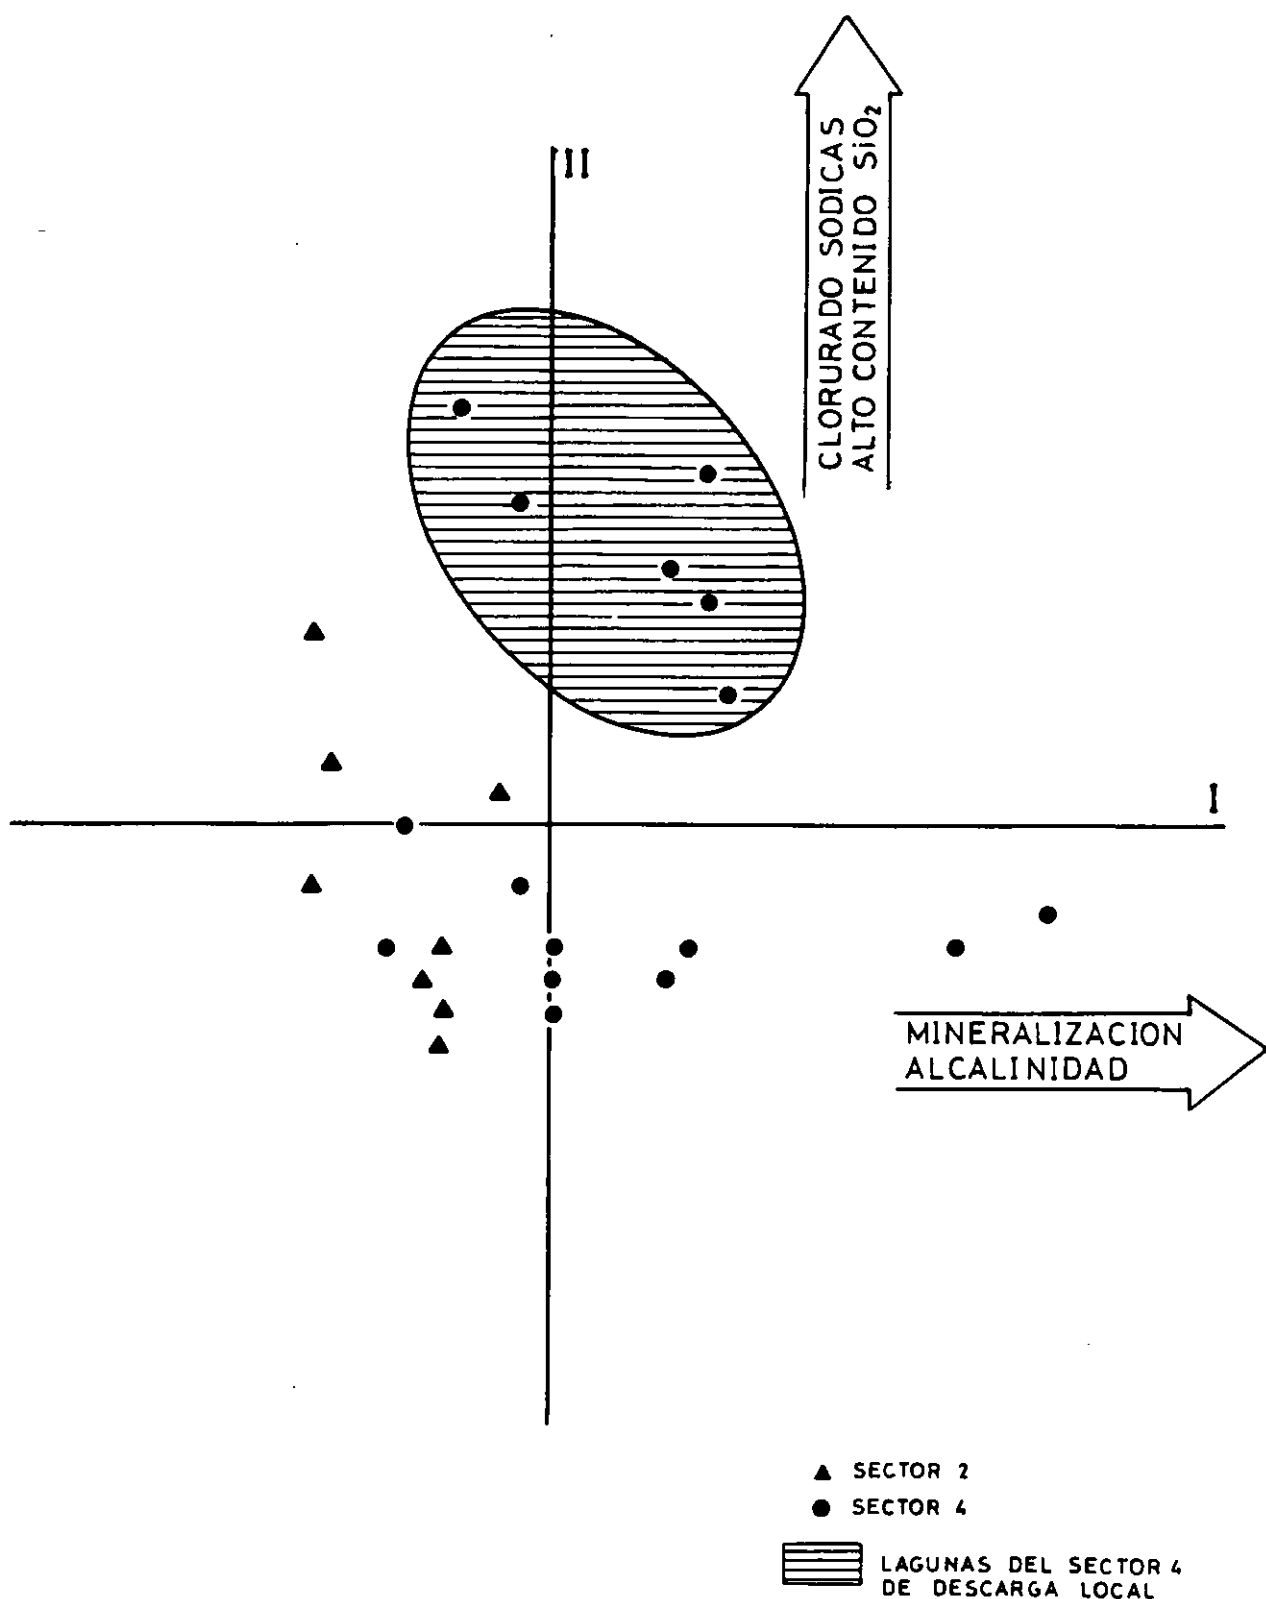 CLORURADO SODICAS
ALTO CONTENIDO SiO₂
II
I
MINERALIZACION
ALCALINIDAD
SECTOR 2
SECTOR 4
LAGUNAS DEL SECTOR 4
DE DESCARGA LOCAL